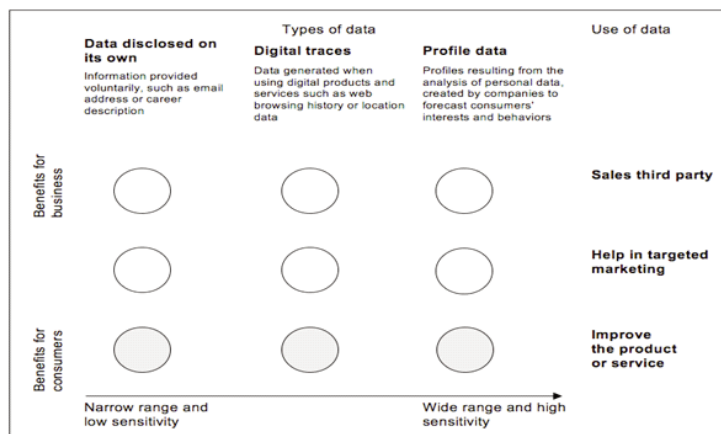 Types of data
Use of data
Data disclosed on
its own
Information provided
voluntarily, such as email
address or career
description
Digital traces
Data generated when
using digital products and
services such as web
browsing history or location
data
Profile data
Profiles resulting from the
analysis of personal data,
created by companies to
forecast consumers'
interests and behaviors
Benefits for
business
Sales third party
Help in targeted
marketing
Benefits for
consumers
Improve
the product
or service
Narrow range and
low sensitivity
Wide range and high
sensitivity